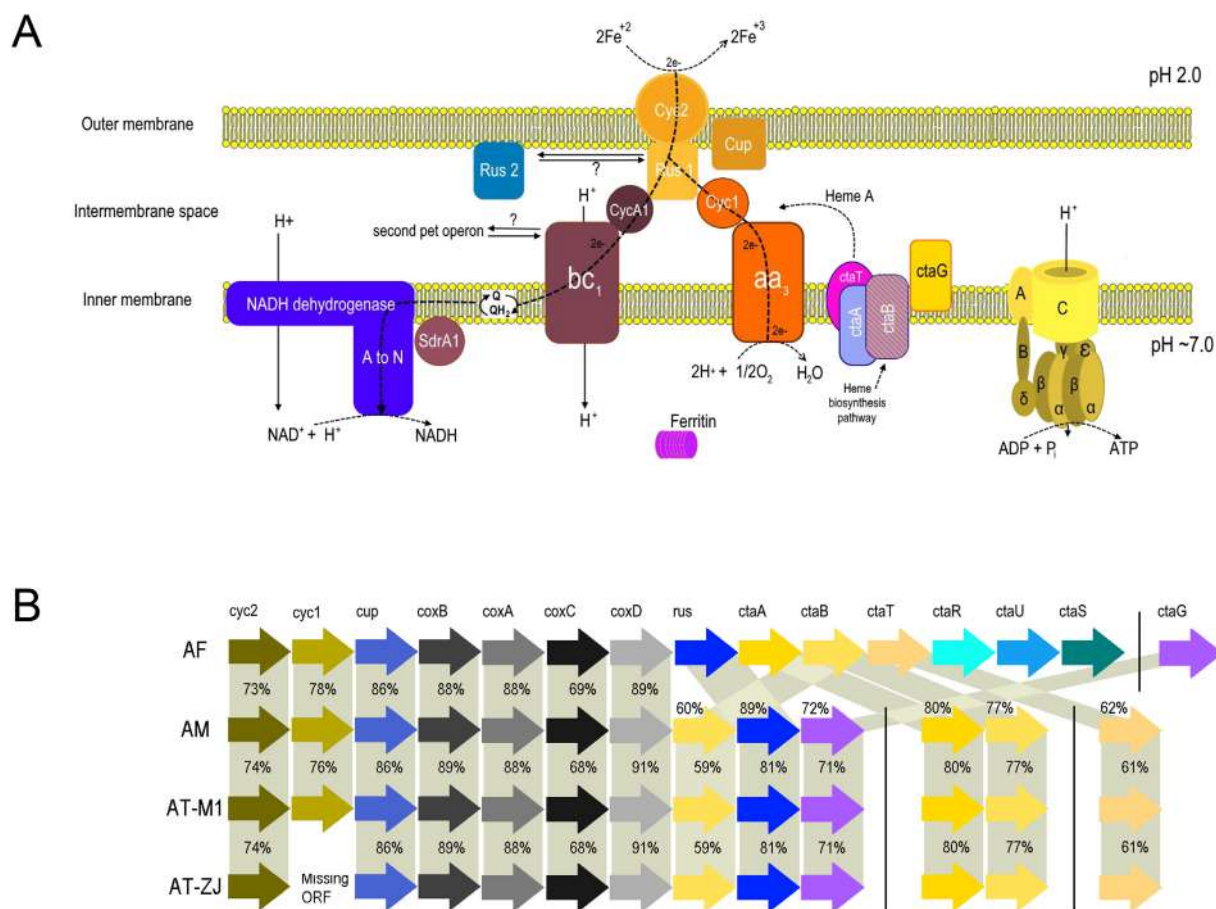 A
2Fe+2 2Fe+3
2e-
pH 2.0
Cyc2
Outer membrane
Cup
Rus 2
?
Rus 1
H+
CycA1
Cyc1
Heme A
Intermembrane space
H+
?
second pet operon
2e-
2e-
H+
ctaG
bc1
aa3
ctaT
Inner membrane
NADH dehydrogenase
Q
QH2
ctaA
ctaB
A
C
SdrA1
A to N
2e-
pH ~7.0
B
γ
ε
2H+ + 1/2O2
H2O
Heme
biosynthesis
pathway
δ
β
α
β
α
H+
NAD+ + H+
NADH
Ferritin
ADP + Pi
ATP
B
cyc2 cyc1 cup coxB coxA coxC coxD rus ctaA ctaB ctaT ctaR ctaU ctaS ctaG
AF
73% 78% 86% 88% 88% 69% 89%
60% 89% 72% 80% 77% 62%
AM
74% 76% 86% 89% 88% 68% 91% 59% 81% 71% 80% 77% 61%
AT-M1
74% 86% 89% 88% 68% 91% 59% 81% 71% 80% 77% 61%
AT-ZJ
Missing
ORF